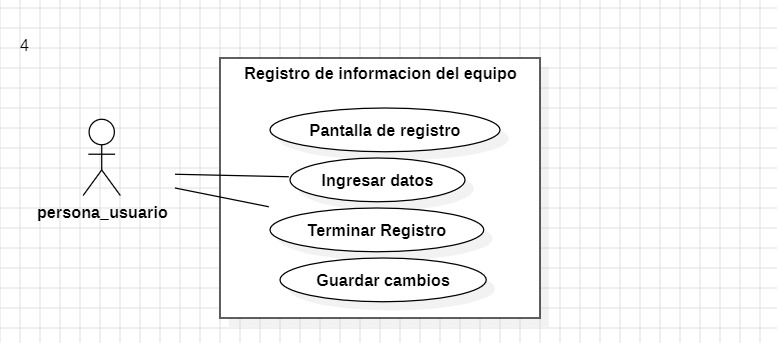 4
Registro de informacion del equipo
Pantalla de registro
Ingresar datos
persona_usuario
Terminar Registro
Guardar cambios